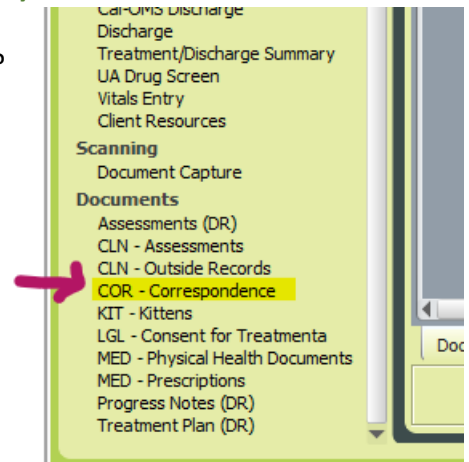 Cal-OMS Discharge
Discharge
Treatment/Discharge Summary
UA Drug Screen
Vitals Entry
Client Resources
Scanning
Document Capture
Documents
Assessments (DR)
CLN - Assessments
CLN - Outside Records
COR - Correspondence
KIT - Kittens
LGL - Consent for Treatmenta
MED - Physical Health Documents
MED - Prescriptions
Progress Notes (DR)
Treatment Plan (DR)
Doc